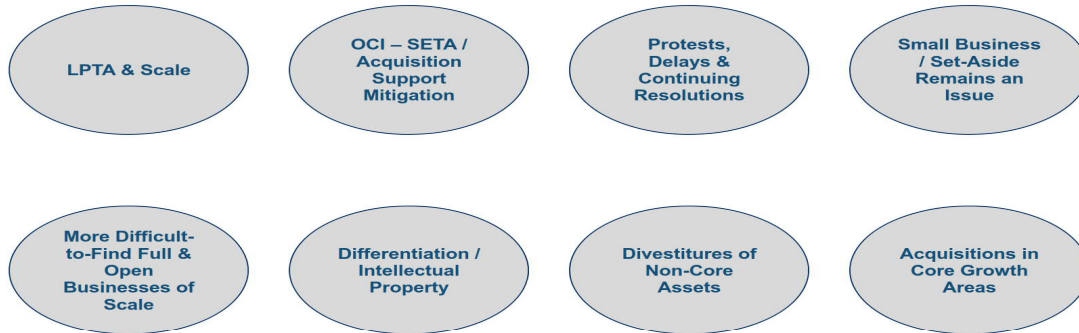 LPTA & Scale
OCI – SETA /
Acquisition
Support
Mitigation
Protests,
Delays &
Continuing
Resolutions
Small Business
/ Set-Aside
Remains an
Issue
More Difficult-
to-Find Full &
Open
Businesses of
Scale
Differentiation /
Intellectual
Property
Divestitures of
Non-Core
Assets
Acquisitions in
Core Growth
Areas